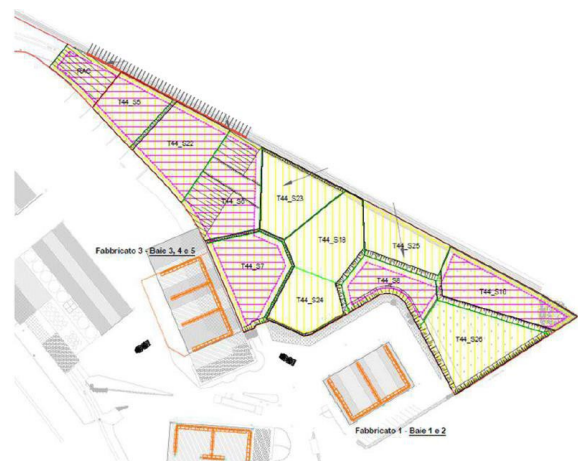 T44_S5
T44_S22
T44_S6
T44_S23
T44_S18
T44_S25
T44_S7
T44_S24
T44_S8
T44_S10
T44_S26
Fabbricato 3 - Baie 3, 4 e 5
Fabbricato 1 - Baie 1 e 2